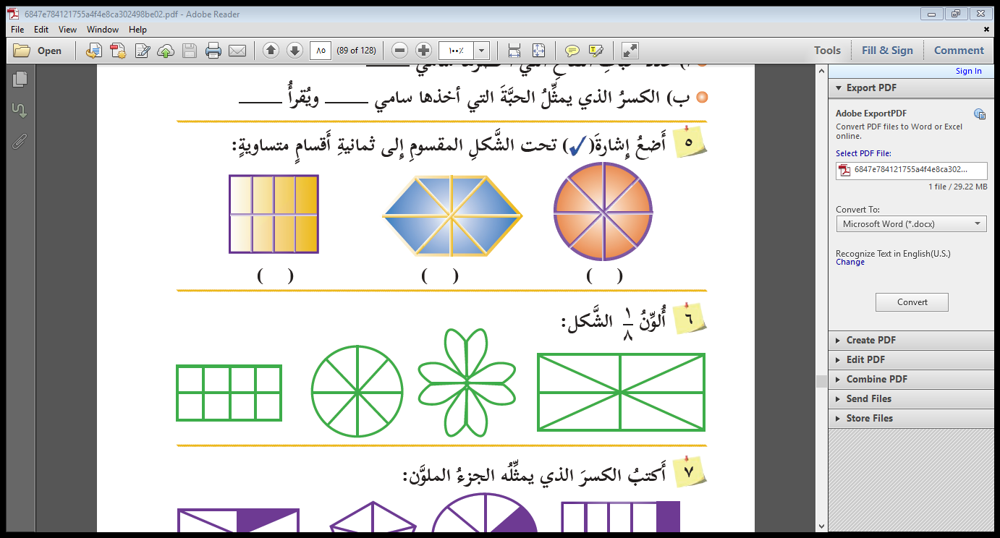 6847e784121755a4f4e8ca302498be02.pdf - Adobe Reader
File Edit View Window Help
Open ٨٥ (89 of 128) ١٠٠٪ Tools Fill & Sign Comment
Sign In
Export PDF
Adobe ExportPDF
Convert PDF files to Word or Excel online.
Select PDF File:
6847e784121755a4f4e8ca302...
1 file / 29.22 MB
Convert To:
Microsoft Word (*.docx)
Recognize Text in English(U.S.)
Change
Convert
Create PDF
Edit PDF
Combine PDF
Send Files
Store Files
ب) الكسرُ الذي يمثِّلُ الحبَّةَ التي أخذها سامي _____ ويُقرأُ _____
٥ أَضعُ إِشارةَ(✓) تحت الشَّكلِ المقسومِ إِلى ثمانيةِ أَقسامٍ متساويةٍ:
( ) ( ) ( )
٦ أُلوِّنُ ١/٨ الشَّكل:
٧ أَكتبُ الكسرَ الذي يمثِّلُه الجزءُ الملوَّن: